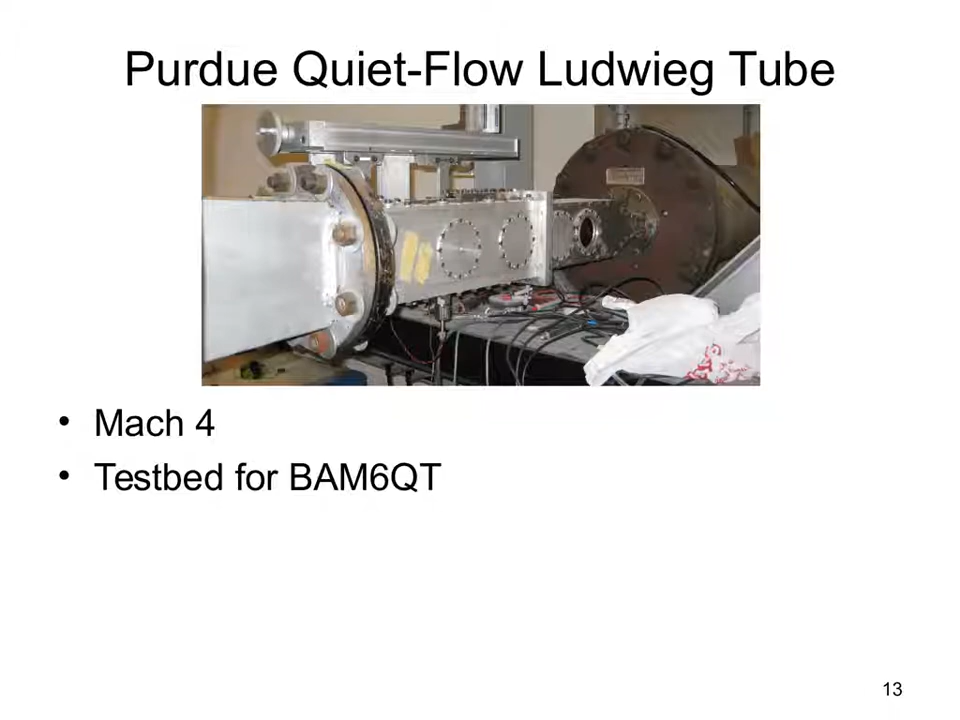 Purdue Quiet-Flow Ludwieg Tube
• Mach 4
• Testbed for BAM6QT
13